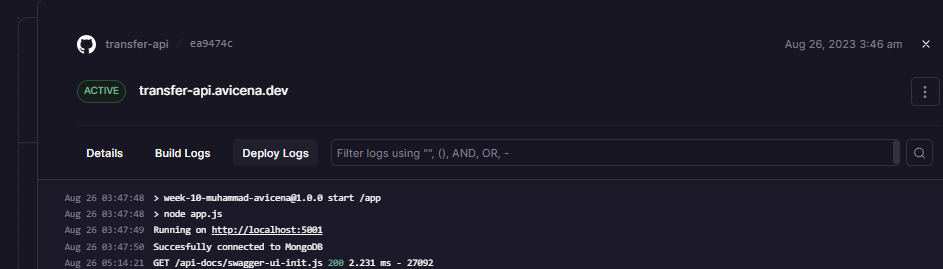 transfer-api / ea9474c Aug 26, 2023 3:46 am
ACTIVE transfer-api.avicena.dev
Details Build Logs Deploy Logs Filter logs using "", (), AND, OR, -
Aug 26 03:47:48 > week-10-muhammad-avicena@1.0.0 start /app
Aug 26 03:47:48 > node app.js
Aug 26 03:47:49 Running on http://localhost:5001
Aug 26 03:47:50 Succesfully connected to MongoDB
Aug 26 05:14:21 GET /api-docs/swagger-ui-init.js 200 2.231 ms - 27092